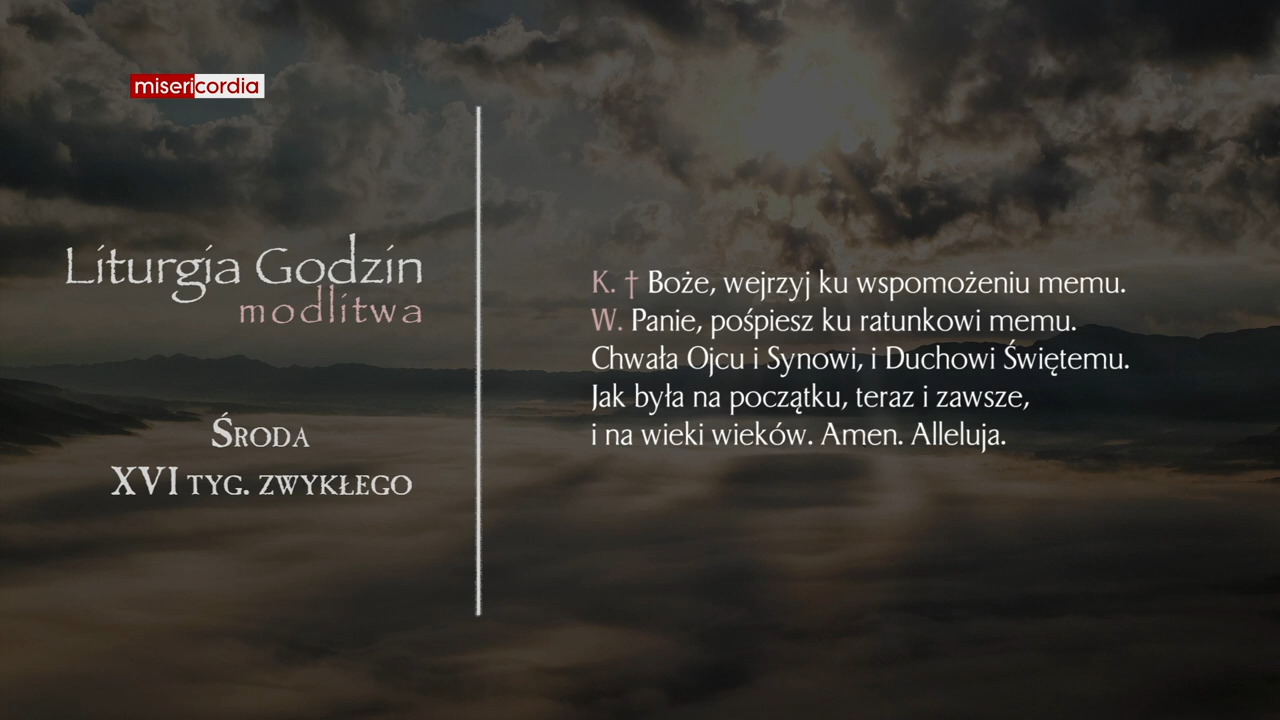 misericordia
Liturgia Godzin
modlitwa
Środa
XVI tyg. zwykłego
K. † Boże, wejrzyj ku wspomożeniu memu.
W. Panie, pośpiesz ku ratunkowi memu.
Chwała Ojcu i Synowi, i Duchowi Świętemu.
Jak była na początku, teraz i zawsze,
i na wieki wieków. Amen. Alleluja.